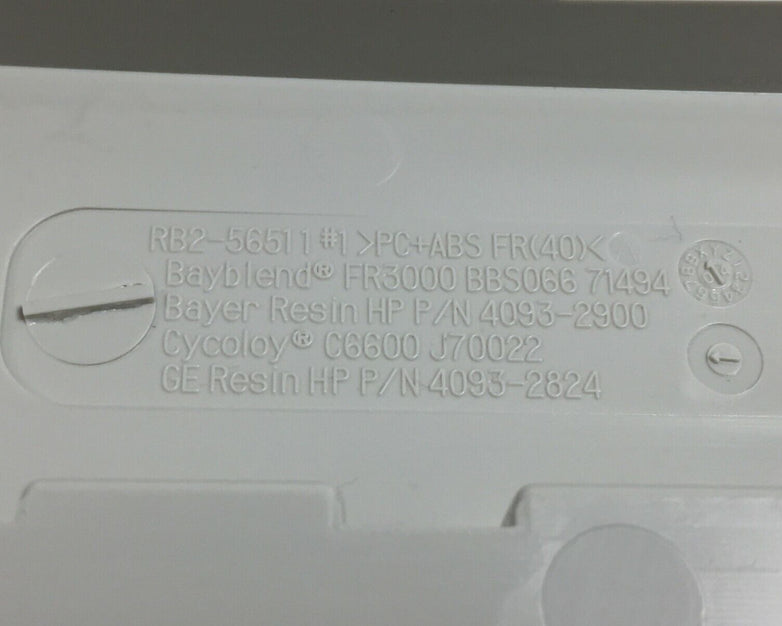 RB2-56511 #1 >PC+ABS FR(40)<
Bayblend® FR3000 BBS066 71494
Bayer Resin HP P/N 4093-2900
Cycoloy® C6600 J70022
GE Resin HP P/N 4093-2824